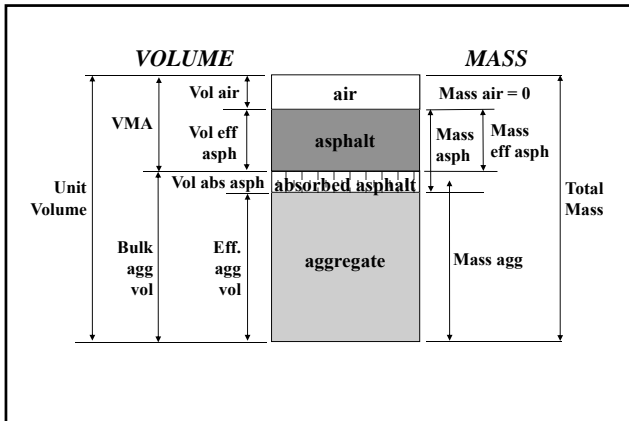 VOLUME
MASS
Vol air
air
Mass air = 0
VMA
Vol eff
asph
asphalt
Mass
asph
Mass
eff asph
Vol abs asph
absorbed asphalt
Unit
Volume
Total
Mass
Bulk
agg
vol
Eff.
agg
vol
aggregate
Mass agg